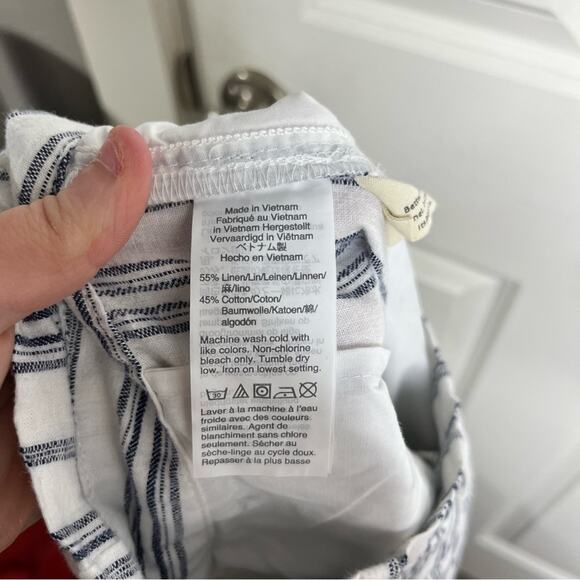 Made in Vietnam
Fabriqué au Vietnam
in Vietnam Hergestellt
Vervaardigd in Viëtnam
ベトナム製
Hecho en Vietnam
55% Linen/Lin/Leinen/Linnen/
麻/lino
45% Cotton/Coton/
Baumwolle/Katoen/綿/
algodón
Machine wash cold with
like colors. Non-chlorine
bleach only. Tumble dry
low. Iron on lowest setting.
30
Laver à la machine à l'eau
froide avec des couleurs
similaires. Agent de
blanchiment sans chlore
seulement. Sécher au
sèche-linge au cycle doux.
Repasser à la plus basse